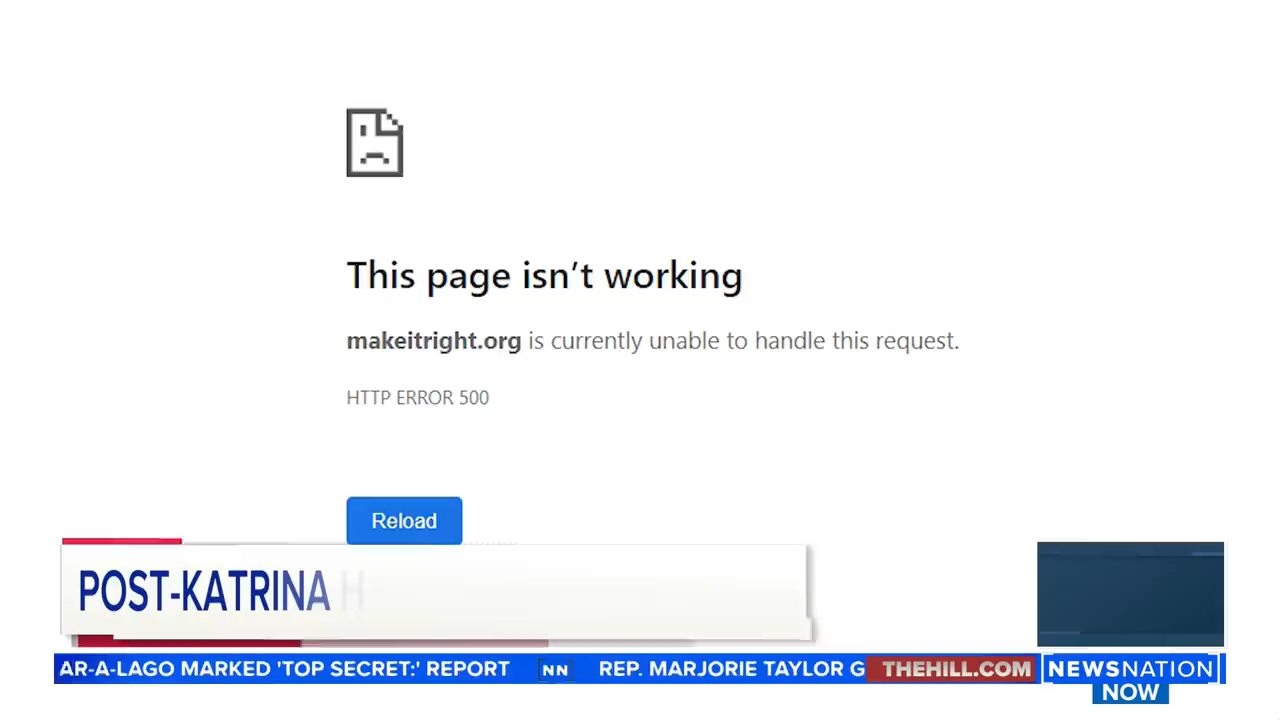 This page isn’t working
makeitright.org is currently unable to handle this request.
HTTP ERROR 500
Reload
POST-KATRINA H
AR-A-LAGO MARKED 'TOP SECRET:' REPORT NN REP. MARJORIE TAYLOR G THEHILL.COM NEWSNATION
NOW